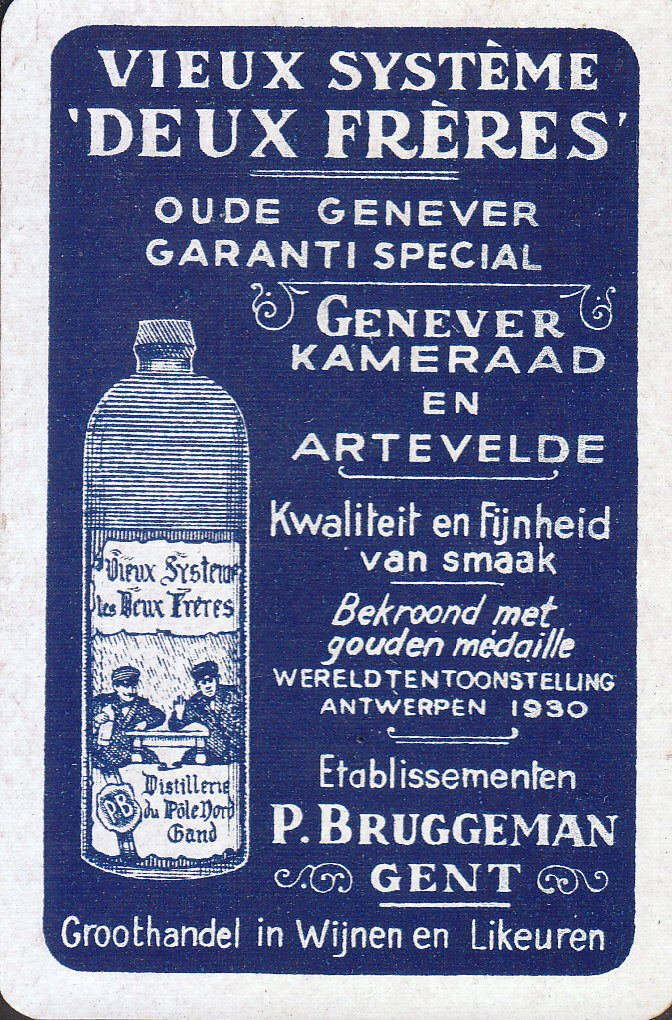 VIEUX SYSTÈME
'DEUX FRÈRES'
OUDE GENEVER
GARANTI SPECIAL
GENEVER
KAMERAAD
EN
ARTEVELDE
Kwaliteit en Fijnheid
van smaak
Bekroond met
gouden médaille
WERELDTENTOONSTELLING
ANTWERPEN 1930
Etablissementen
P. BRUGGEMAN
GENT
Groothandel in Wijnen en Likeuren
Vieux Systeme
les Deux Frères
Distillerie
du Pôle Nord
Gand
PB